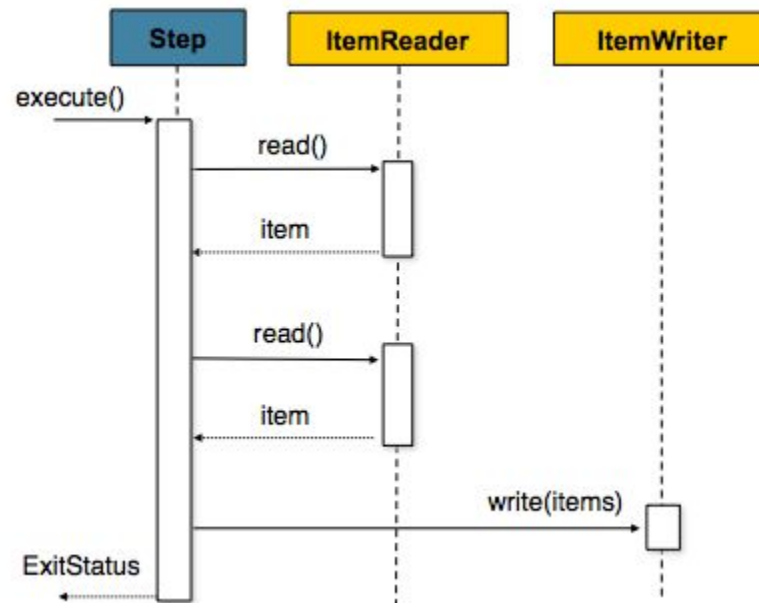 Step
ItemReader
ItemWriter
execute()
read()
item
read()
item
write(items)
ExitStatus